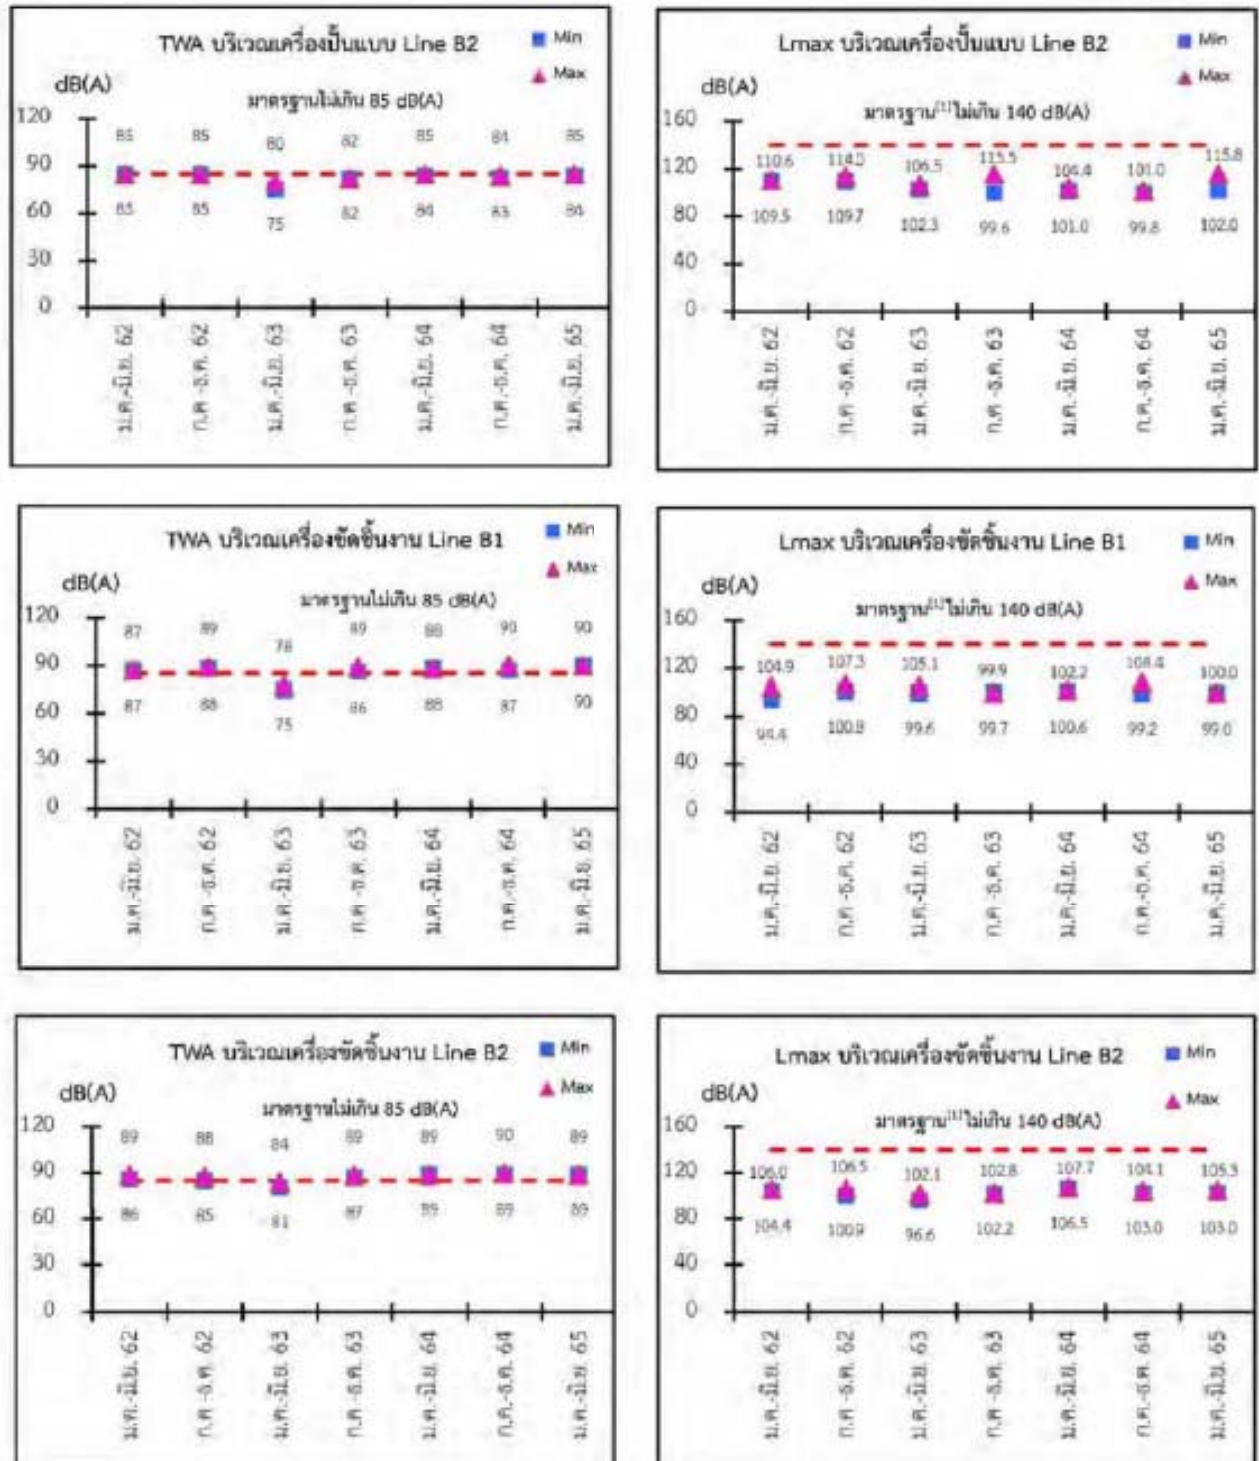 TWA บริเวณเครื่องปั๊มแบบ Line B2
Min
Max
dB(A)
มาตรฐานไม่เกิน 85 dB(A)
120
90
60
30
0
85 85 80 82 85 84 85
85 85 75 82 84 83 84
ม.ค.-มิ.ย. 62
ก.ค.-ธ.ค. 62
ม.ค.-มิ.ย. 63
ก.ค.-ธ.ค. 63
ม.ค.-มิ.ย. 64
ก.ค.-ธ.ค. 64
ม.ค.-มิ.ย. 65
Lmax บริเวณเครื่องปั๊มแบบ Line B2
Min
Max
dB(A)
มาตรฐาน[1]ไม่เกิน 140 dB(A)
160
120
80
40
0
110.6 114.0 106.5 115.5 104.4 101.0 115.8
109.5 109.7 102.3 99.6 101.0 99.8 102.0
ม.ค.-มิ.ย. 62
ก.ค.-ธ.ค. 62
ม.ค.-มิ.ย. 63
ก.ค.-ธ.ค. 63
ม.ค.-มิ.ย. 64
ก.ค.-ธ.ค. 64
ม.ค.-มิ.ย. 65
TWA บริเวณเครื่องขัดชิ้นงาน Line B1
Min
Max
dB(A)
มาตรฐานไม่เกิน 85 dB(A)
120
90
60
30
0
87 89 78 89 88 90 90
87 88 75 86 88 87 90
ม.ค.-มิ.ย. 62
ก.ค.-ธ.ค. 62
ม.ค.-มิ.ย. 63
ก.ค.-ธ.ค. 63
ม.ค.-มิ.ย. 64
ก.ค.-ธ.ค. 64
ม.ค.-มิ.ย. 65
Lmax บริเวณเครื่องขัดชิ้นงาน Line B1
Min
Max
dB(A)
มาตรฐาน[1]ไม่เกิน 140 dB(A)
160
120
80
40
0
104.9 107.3 105.1 99.9 102.2 108.4 100.0
94.4 100.9 99.6 99.7 100.6 99.2 99.0
ม.ค.-มิ.ย. 62
ก.ค.-ธ.ค. 62
ม.ค.-มิ.ย. 63
ก.ค.-ธ.ค. 63
ม.ค.-มิ.ย. 64
ก.ค.-ธ.ค. 64
ม.ค.-มิ.ย. 65
TWA บริเวณเครื่องขัดชิ้นงาน Line B2
Min
Max
dB(A)
มาตรฐานไม่เกิน 85 dB(A)
120
90
60
30
0
89 88 84 89 89 90 89
86 85 81 87 89 89 89
ม.ค.-มิ.ย. 62
ก.ค.-ธ.ค. 62
ม.ค.-มิ.ย. 63
ก.ค.-ธ.ค. 63
ม.ค.-มิ.ย. 64
ก.ค.-ธ.ค. 64
ม.ค.-มิ.ย. 65
Lmax บริเวณเครื่องขัดชิ้นงาน Line B2
Min
Max
dB(A)
มาตรฐาน[1]ไม่เกิน 140 dB(A)
160
120
80
40
0
106.0 106.5 102.1 102.8 107.7 104.1 105.3
104.4 100.9 96.6 102.2 106.5 103.0 103.0
ม.ค.-มิ.ย. 62
ก.ค.-ธ.ค. 62
ม.ค.-มิ.ย. 63
ก.ค.-ธ.ค. 63
ม.ค.-มิ.ย. 64
ก.ค.-ธ.ค. 64
ม.ค.-มิ.ย. 65